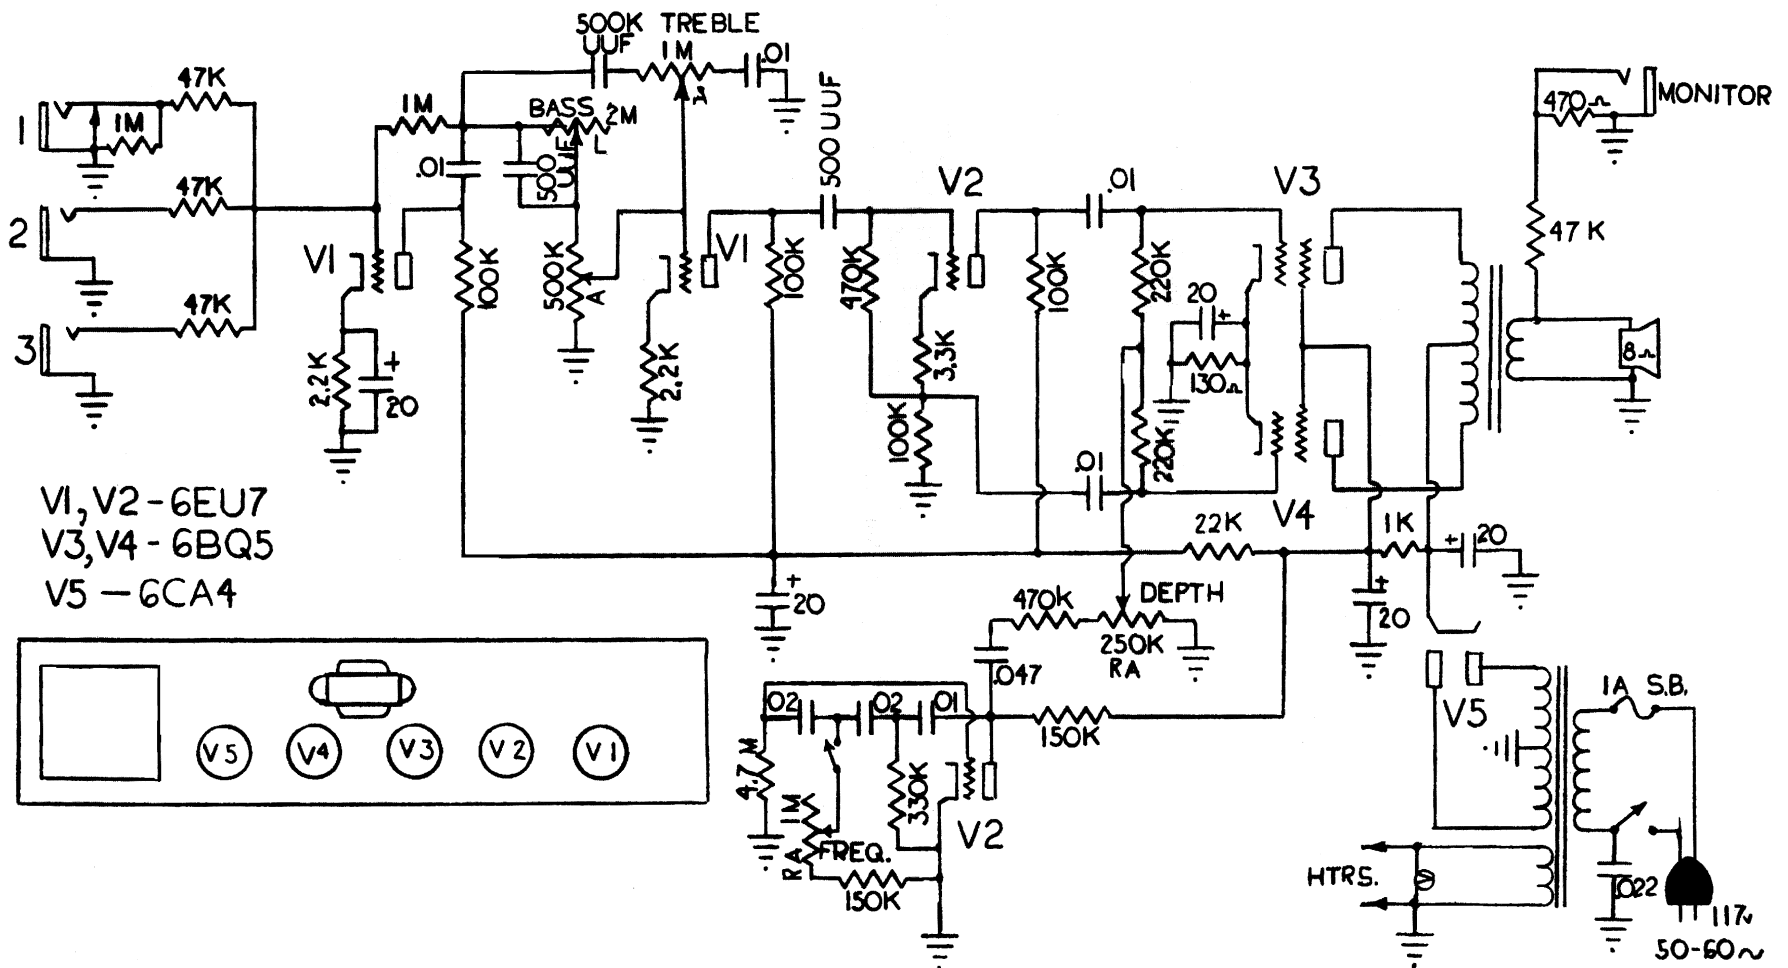 500K TREBLE
UUF 1M .01
47K
1M BASS 2M
A
1 1M
L
.01 500 UUF
500UUF
470Ω MONITOR
47K
2
V1
100K
500K
A
V1
100K
470K
V2
.01
100K
220K
V3
20 +
130Ω
47K
8Ω
47K
3
2.2K
+
20
2.2K
3.3K
100K
.01
220K
V4
V1, V2 - 6EU7
V3, V4 - 6BQ5
V5 - 6CA4
22K
1K
+ 20
+
20
+
20
470K DEPTH
250K
RA
.047
.02 .02 .01
150K
4.7M
1M
RA
FREQ.
330K
150K
V2
V5
1A S.B.
HTRS.
.022
117V
50-60~
V5 V4 V3 V2 V1